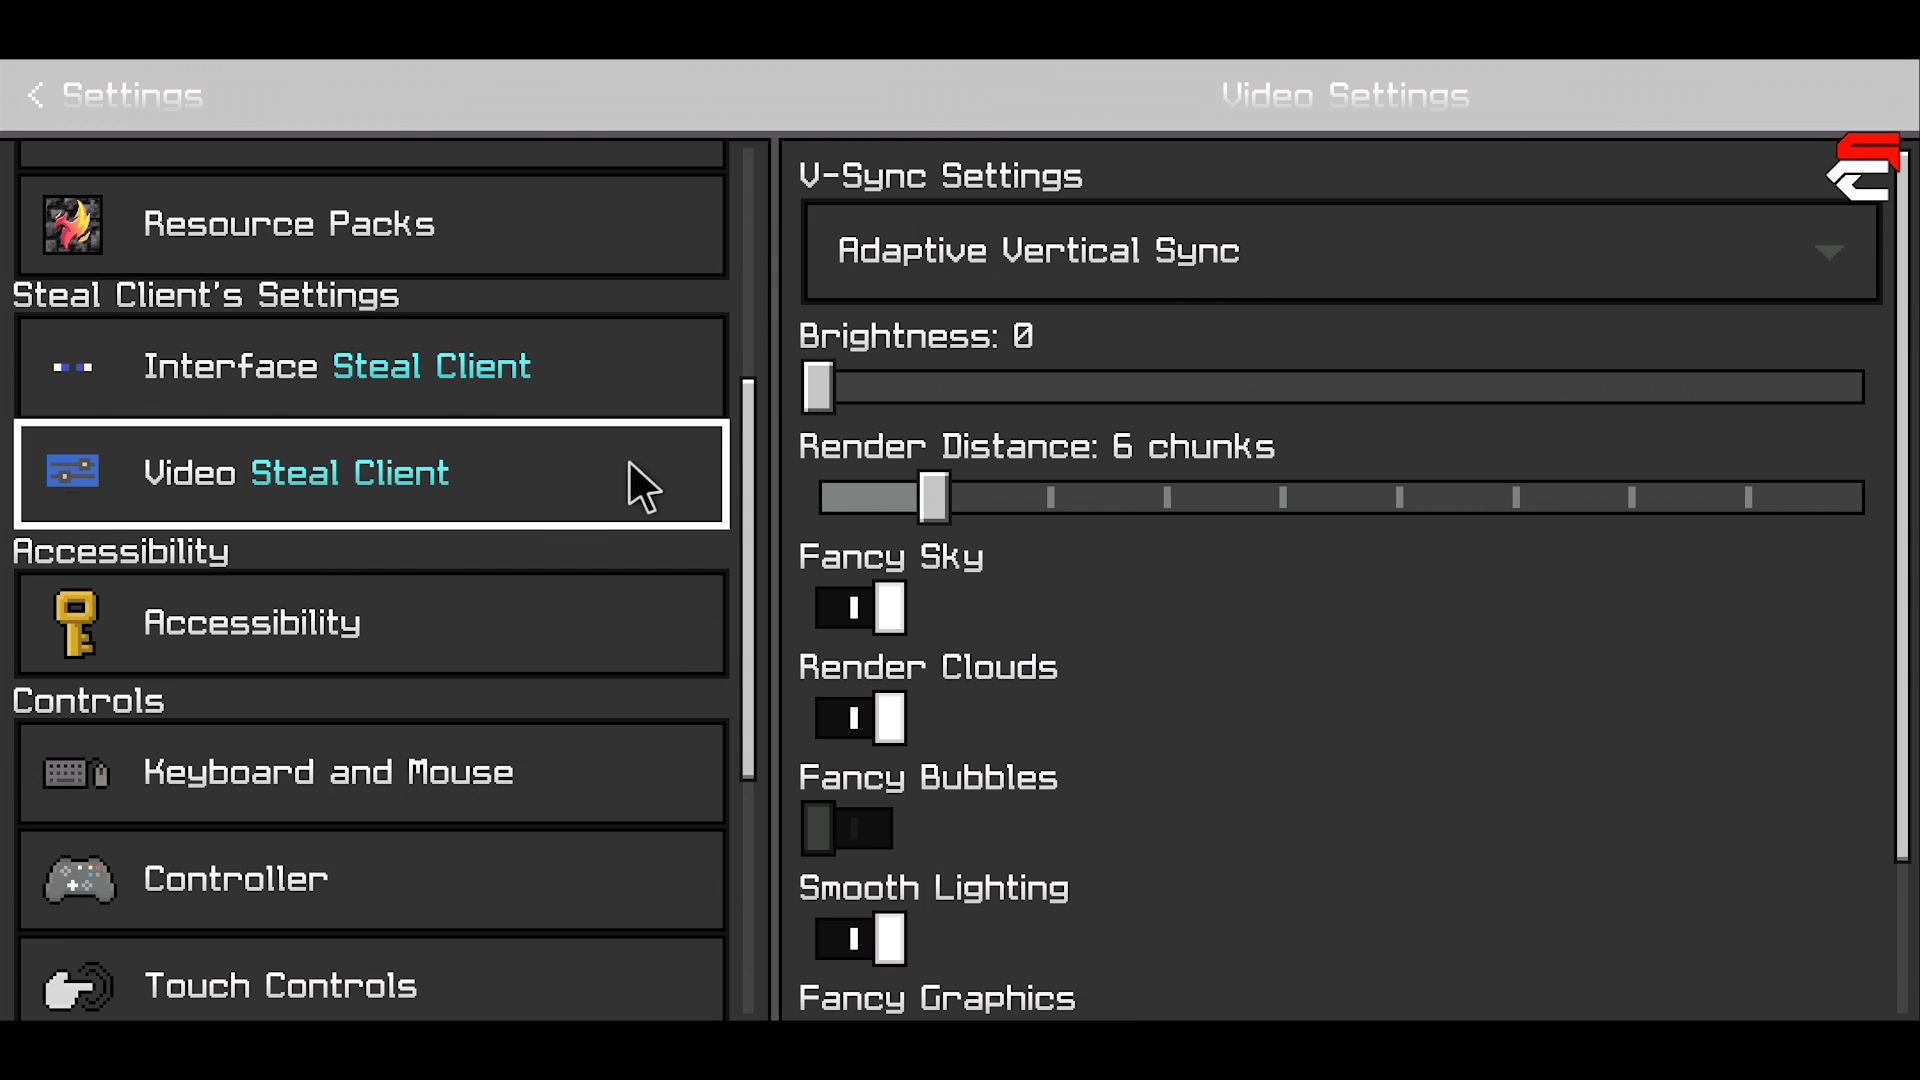 Settings
Video Settings
Resource Packs
Steal Client's Settings
Interface Steal Client
Video Steal Client
Accessibility
Accessibility
Controls
Keyboard and Mouse
Controller
Touch Controls
V-Sync Settings
Adaptive Vertical Sync
Brightness: 0
Render Distance: 6 chunks
Fancy Sky
Render Clouds
Fancy Bubbles
Smooth Lighting
Fancy Graphics